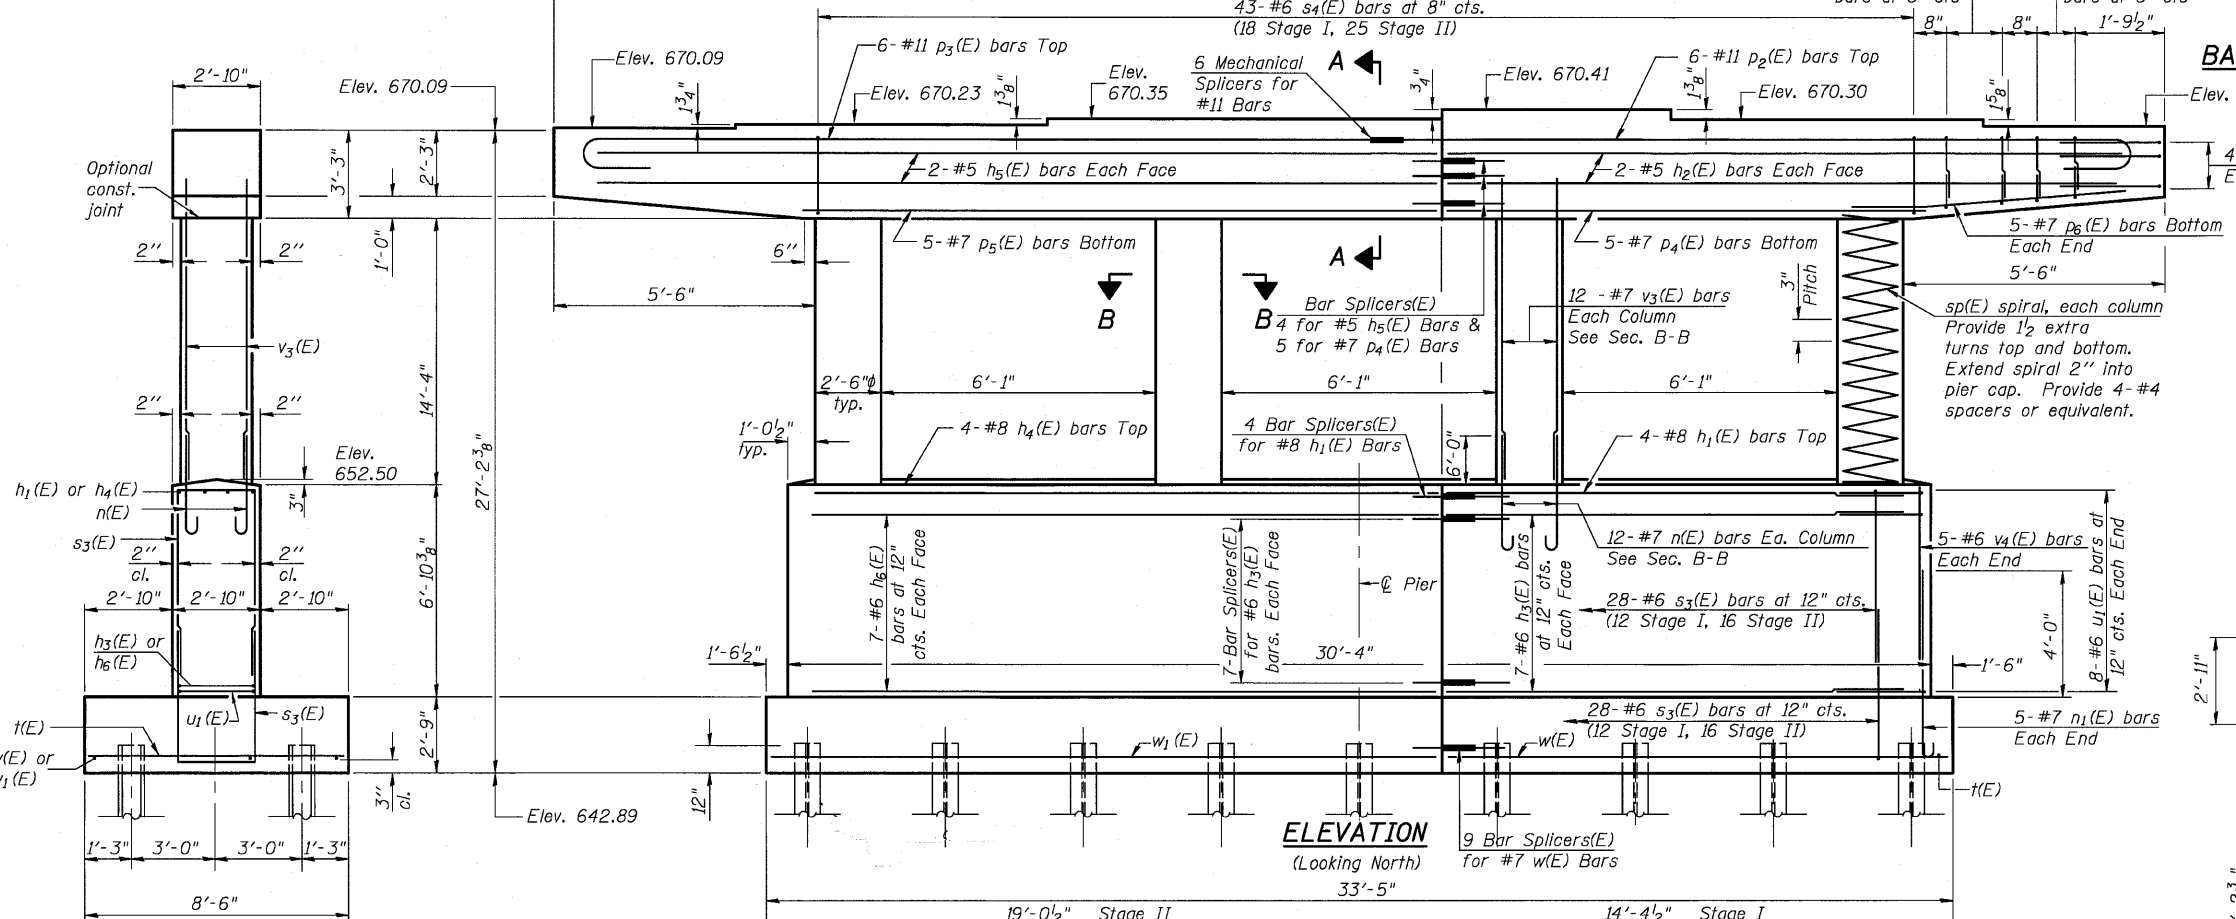 43-#6 s4(E) bars at 8" cts.
(18 Stage I, 25 Stage II)
8"
8"
1'-9½"
BA
2'-10"
Elev. 670.09
Elev. 670.09
6-#11 p3(E) bars Top
1¾"
Elev. 670.23
1⅜"
Elev.
670.35
6 Mechanical
Splicers for
#11 Bars
A
¾"
Elev. 670.41
6-#11 p2(E) bars Top
1⅜"
Elev. 670.30
1⅝"
Elev.
Optional
const.
joint
3'-3"
2'-3"
1'-0"
2-#5 h5(E) bars Each Face
2-#5 h2(E) bars Each Face
4
E
2"
2"
6"
5-#7 p5(E) bars Bottom
A
5-#7 p4(E) bars Bottom
5-#7 p6(E) bars Bottom
Each End
5'-6"
5'-6"
B
B
Bar Splicers(E)
4 for #5 h5(E) Bars &
5 for #7 p4(E) Bars
12 -#7 v3(E) bars
Each Column
See Sec. B-B
3"
Pitch
sp(E) spiral, each column
Provide 1½ extra
turns top and bottom.
Extend spiral 2" into
pier cap. Provide 4-#4
spacers or equivalent.
v3(E)
14'-4"
27'-2⅜"
2'-6"ϕ
typ.
6'-1"
6'-1"
6'-1"
2"
2"
1'-0½"
typ.
4-#8 h4(E) bars Top
4 Bar Splicers(E)
for #8 h1(E) Bars
6'-0"
4-#8 h1(E) bars Top
Elev.
652.50
h1(E) or h4(E)
n(E)
3"
s3(E)
2"
cl.
2"
cl.
6'-10⅜"
7-#6 h6(E)
bars at 12"
cts. Each Face
7-Bar Splicers(E)
for #6 h3(E)
bars. Each Face
℄ Pier
7-#6 h3(E) bars
at 12" cts.
Each Face
12-#7 n(E) bars Ea. Column
See Sec. B-B
5-#6 v4(E) bars
Each End
8-#6 u1(E) bars at
12" cts. Each End
28-#6 s3(E) bars at 12" cts.
(12 Stage I, 16 Stage II)
2'-10"
2'-10"
2'-10"
h3(E) or
h6(E)
1'-6½"
30'-4"
4'-0"
1'-6"
2'-11"
u1(E)
s3(E)
t(E)
2'-9"
28-#6 s3(E) bars at 12" cts.
(12 Stage I, 16 Stage II)
5-#7 n1(E) bars
Each End
w1(E)
w(E)
(E) or
1(E)
3"
cl.
12"
t(E)
Elev. 642.89
ELEVATION
(Looking North)
9 Bar Splicers(E)
for #7 w(E) Bars
1'-3"
3'-0"
3'-0"
1'-3"
33'-5"
8'-6"
19'-0½" Stage II
14'-4½" Stage I